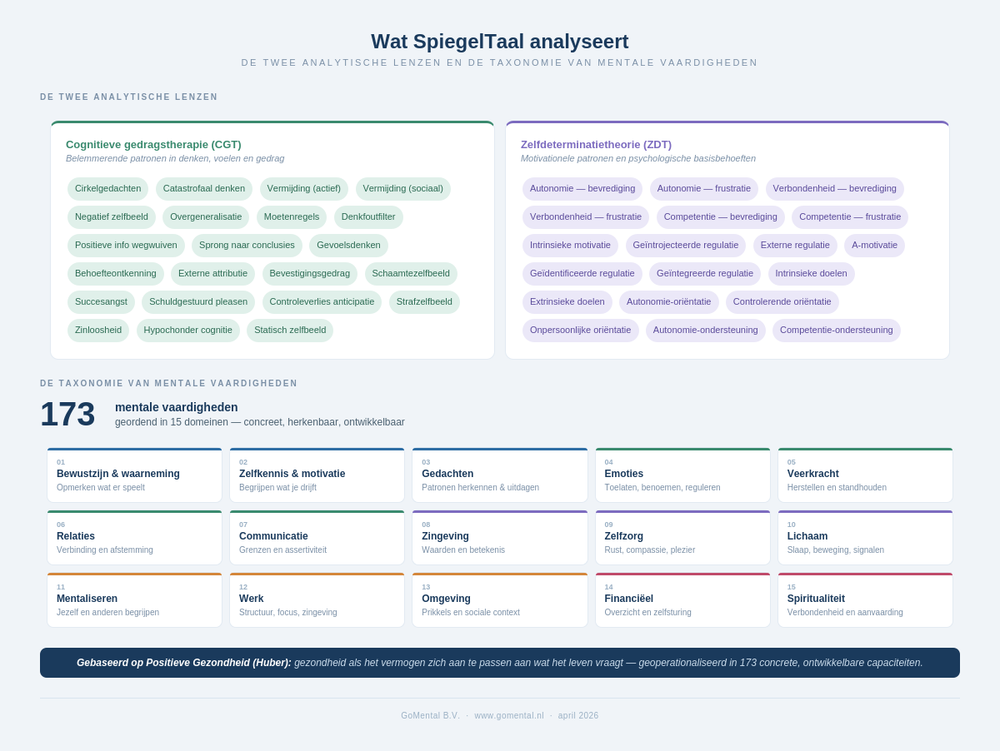 Wat SpiegelTaal analyseert
DE TWEE ANALYTISCHE LENZEN EN DE TAXONOMIE VAN MENTALE VAARDIGHEDEN
DE TWEE ANALYTISCHE LENZEN
Cognitieve gedragstherapie (CGT)
Belemmerende patronen in denken, voelen en gedrag
Cirkelgedachten Catastrofaal denken Vermijding (actief) Vermijding (sociaal)
Negatief zelfbeeld Overgeneralisatie Moetenregels Denkfoutfilter
Positieve info wegwuiven Sprong naar conclusies Gevoelsdenken
Behoefteontkenning Externe attributie Bevestigingsgedrag Schaamtezelfbeeld
Succesangst Schuldgestuurd pleasen Controleverlies anticipatie Strafzelfbeeld
Zinloosheid Hypochonder cognitie Statisch zelfbeeld
Zelfdeterminatietheorie (ZDT)
Motivationele patronen en psychologische basisbehoeften
Autonomie — bevrediging Autonomie — frustratie Verbondenheid — bevrediging
Verbondenheid — frustratie Competentie — bevrediging Competentie — frustratie
Intrinsieke motivatie Geïntrojecteerde regulatie Externe regulatie A-motivatie
Geïdentificeerde regulatie Geïntegreerde regulatie Intrinsieke doelen
Extrinsieke doelen Autonomie-oriëntatie Controlerende oriëntatie
Onpersoonlijke oriëntatie Autonomie-ondersteuning Competentie-ondersteuning
DE TAXONOMIE VAN MENTALE VAARDIGHEDEN
173
mentale vaardigheden
geordend in 15 domeinen — concreet, herkenbaar, ontwikkelbaar
01
Bewustzijn & waarneming
Opmerken wat er speelt
02
Zelfkennis & motivatie
Begrijpen wat je drijft
03
Gedachten
Patronen herkennen & uitdagen
04
Emoties
Toelaten, benoemen, reguleren
05
Veerkracht
Herstellen en standhouden
06
Relaties
Verbinding en afstemming
07
Communicatie
Grenzen en assertiviteit
08
Zingeving
Waarden en betekenis
09
Zelfzorg
Rust, compassie, plezier
10
Lichaam
Slaap, beweging, signalen
11
Mentaliseren
Jezelf en anderen begrijpen
12
Werk
Structuur, focus, zingeving
13
Omgeving
Prikkels en sociale context
14
Financiëel
Overzicht en zelfsturing
15
Spiritualiteit
Verbondenheid en aanvaarding
Gebaseerd op Positieve Gezondheid (Huber): gezondheid als het vermogen zich aan te passen aan wat het leven vraagt — geoperationaliseerd in 173 concrete, ontwikkelbare capaciteiten.
GoMental B.V. · www.gomental.nl · april 2026